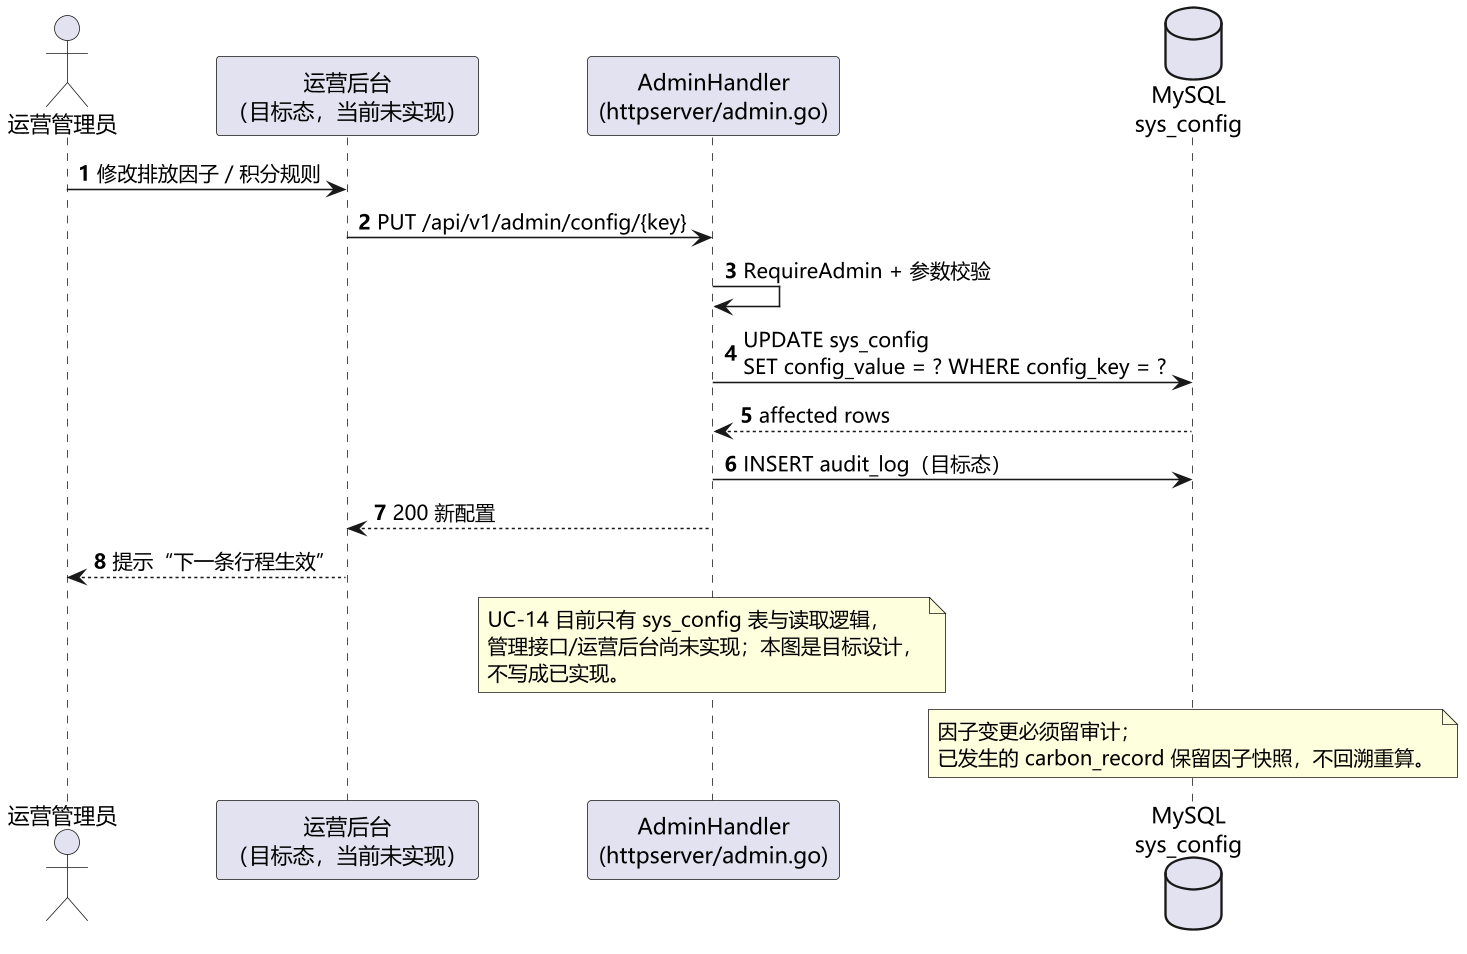 运营管理员
运营后台
（目标态，当前未实现）
AdminHandler
(httpserver/admin.go)
MySQL
sys_config
1 修改排放因子 / 积分规则
2 PUT /api/v1/admin/config/{key}
3 RequireAdmin + 参数校验
4 UPDATE sys_config
SET config_value = ? WHERE config_key = ?
5 affected rows
6 INSERT audit_log（目标态）
7 200 新配置
8 提示“下一条行程生效”
UC-14 目前只有 sys_config 表与读取逻辑，
管理接口/运营后台尚未实现；本图是目标设计，
不写成已实现。
因子变更必须留审计；
已发生的 carbon_record 保留因子快照，不回溯重算。
运营管理员
运营后台
（目标态，当前未实现）
AdminHandler
(httpserver/admin.go)
MySQL
sys_config